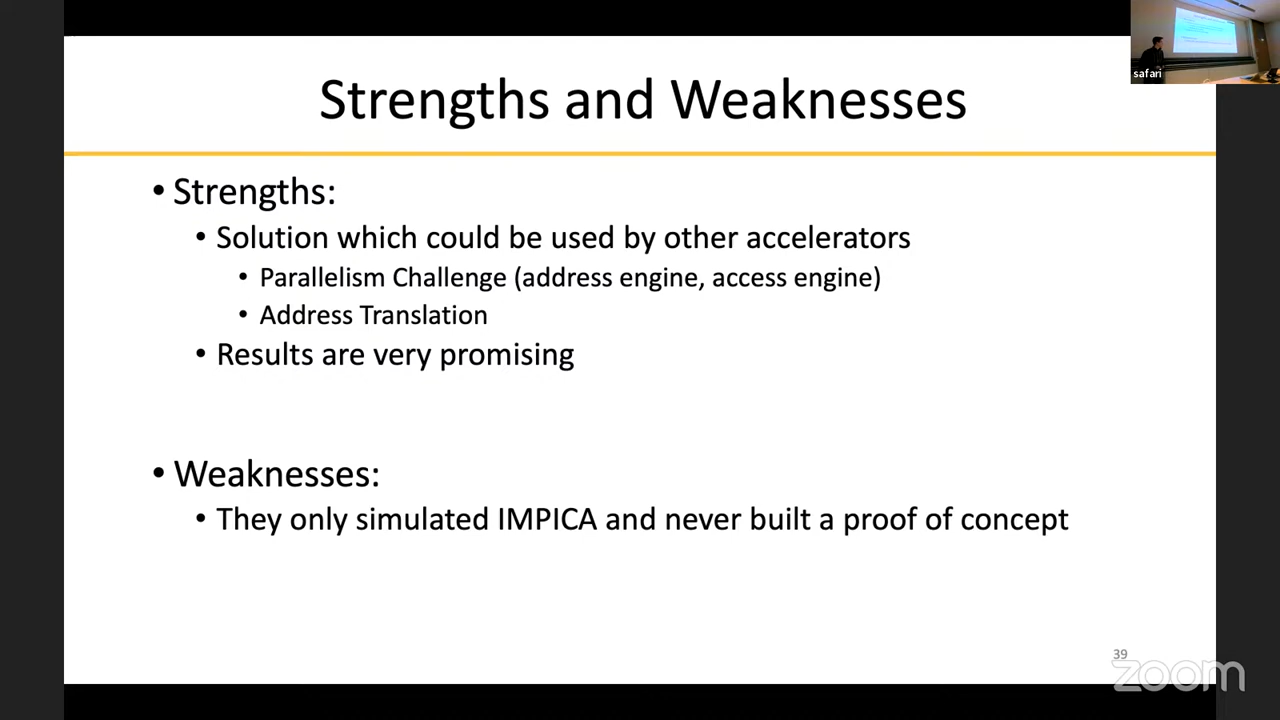 safari
Strengths and Weaknesses
• Strengths:
• Solution which could be used by other accelerators
• Parallelism Challenge (address engine, access engine)
• Address Translation
• Results are very promising
• Weaknesses:
• They only simulated IMPICA and never built a proof of concept
39
zoom